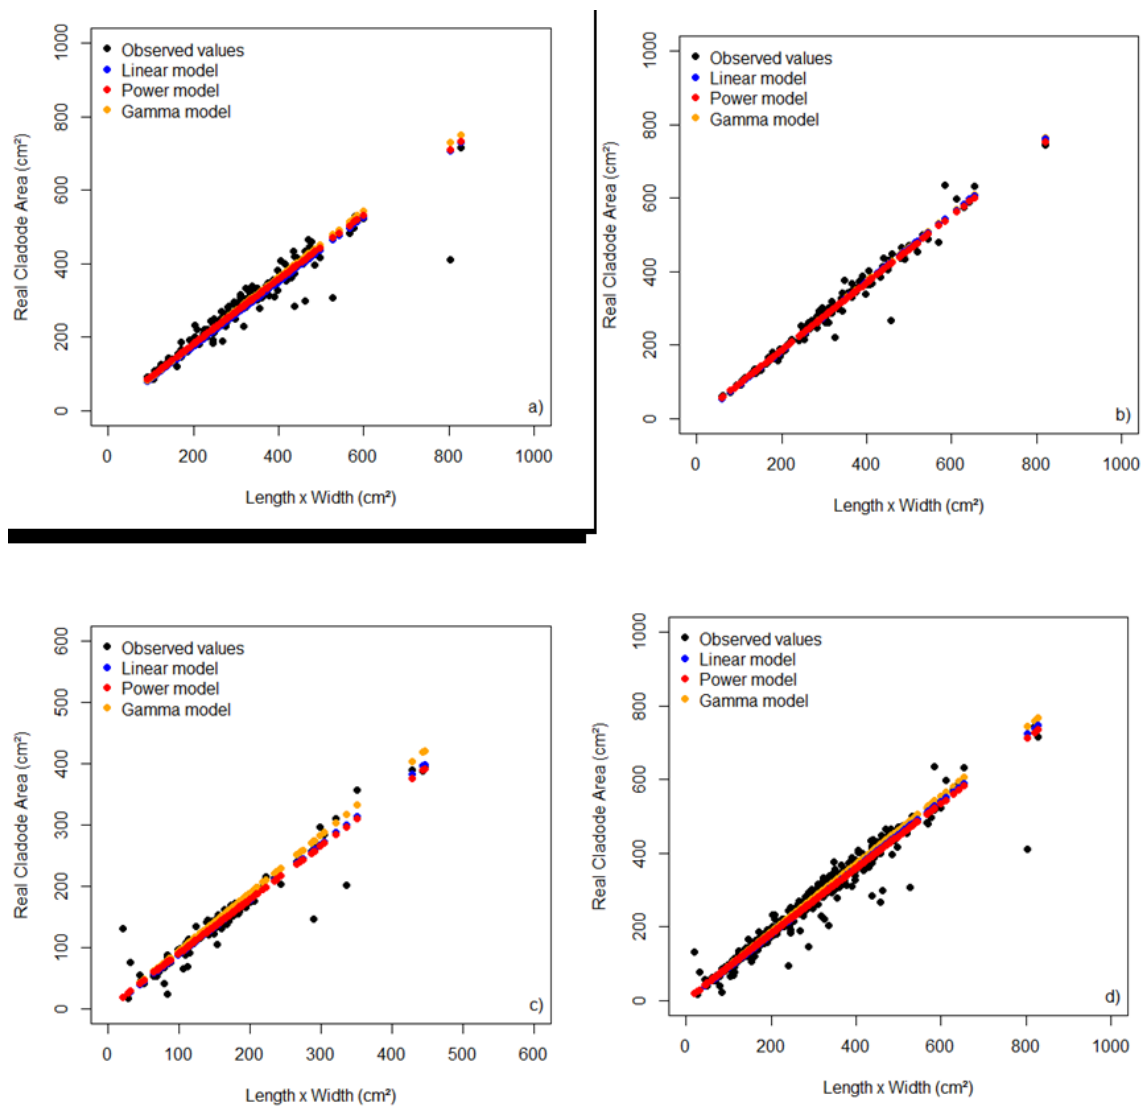 Real Cladode Area (cm²)
1000
800
600
400
200
0
Observed values
Linear model
Power model
Gamma model
a)
0 200 400 600 800 1000
Length x Width (cm²)
Real Cladode Area (cm²)
1000
800
600
400
200
0
Observed values
Linear model
Power model
Gamma model
b)
0 200 400 600 800 1000
Length x Width (cm²)
Real Cladode Area (cm²)
600
500
400
300
200
100
0
Observed values
Linear model
Power model
Gamma model
c)
0 100 200 300 400 500 600
Length x Width (cm²)
Real Cladode Area (cm²)
1000
800
600
400
200
0
Observed values
Linear model
Power model
Gamma model
d)
0 200 400 600 800 1000
Length x Width (cm²)